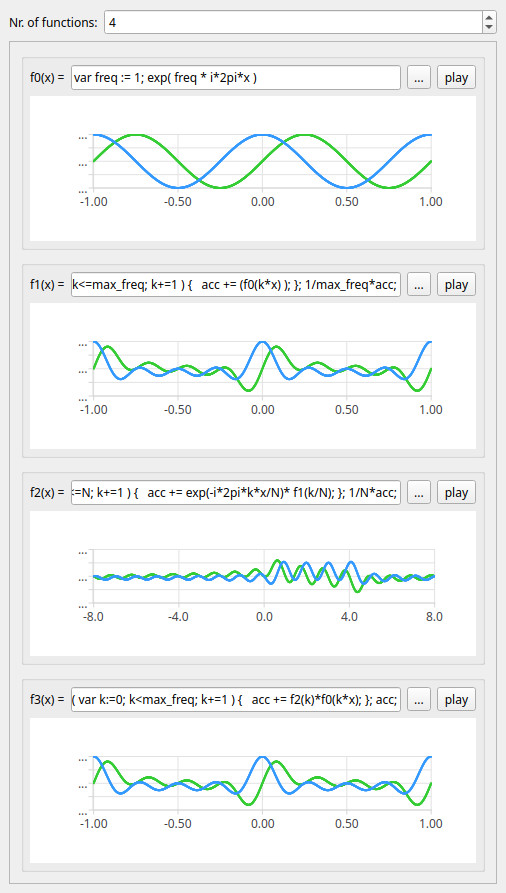 Nr. of functions: 4
f0(x) = var freq := 1; exp( freq * i*2pi*x ) ... play
...
...
...
-1.00 -0.50 0.00 0.50 1.00
f1(x) = k<=max_freq; k+=1 ) { acc += (f0(k*x) ); }; 1/max_freq*acc; ... play
...
...
...
-1.00 -0.50 0.00 0.50 1.00
f2(x) = :=N; k+=1 ) { acc += exp(-i*2pi*k*x/N)* f1(k/N); }; 1/N*acc; ... play
...
...
...
-8.0 -4.0 0.0 4.0 8.0
f3(x) = ( var k:=0; k<max_freq; k+=1 ) { acc += f2(k)*f0(k*x); }; acc; ... play
...
...
...
-1.00 -0.50 0.00 0.50 1.00